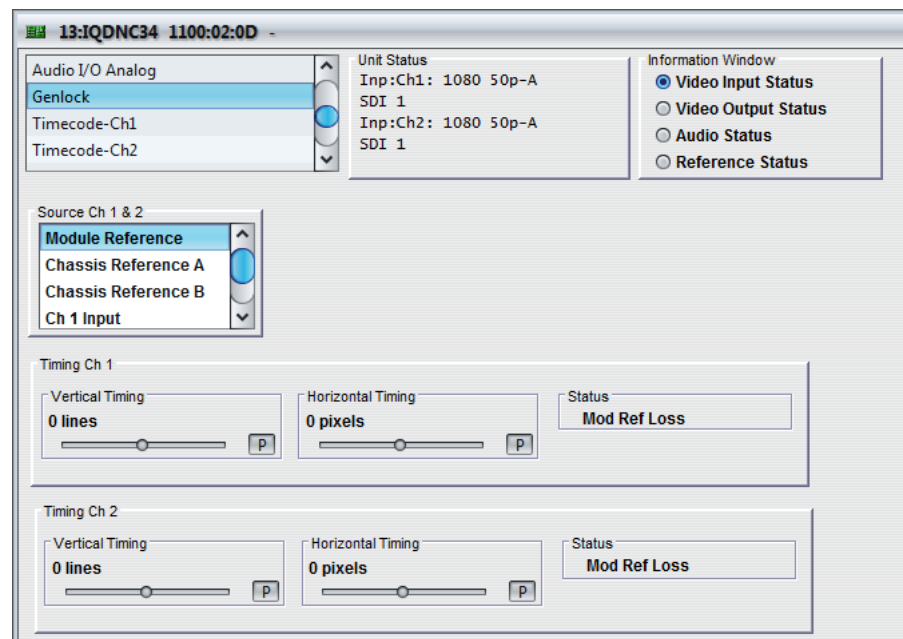 13:IQDNC34 1100:02:0D -
Audio I/O Analog
Genlock
Timecode-Ch1
Timecode-Ch2
Unit Status
Inp:Ch1: 1080 50p-A
SDI 1
Inp:Ch2: 1080 50p-A
SDI 1
Information Window
Video Input Status
Video Output Status
Audio Status
Reference Status
Source Ch 1 & 2
Module Reference
Chassis Reference A
Chassis Reference B
Ch 1 Input
Timing Ch 1
Vertical Timing
0 lines
P
Horizontal Timing
0 pixels
P
Status
Mod Ref Loss
Timing Ch 2
Vertical Timing
0 lines
P
Horizontal Timing
0 pixels
P
Status
Mod Ref Loss